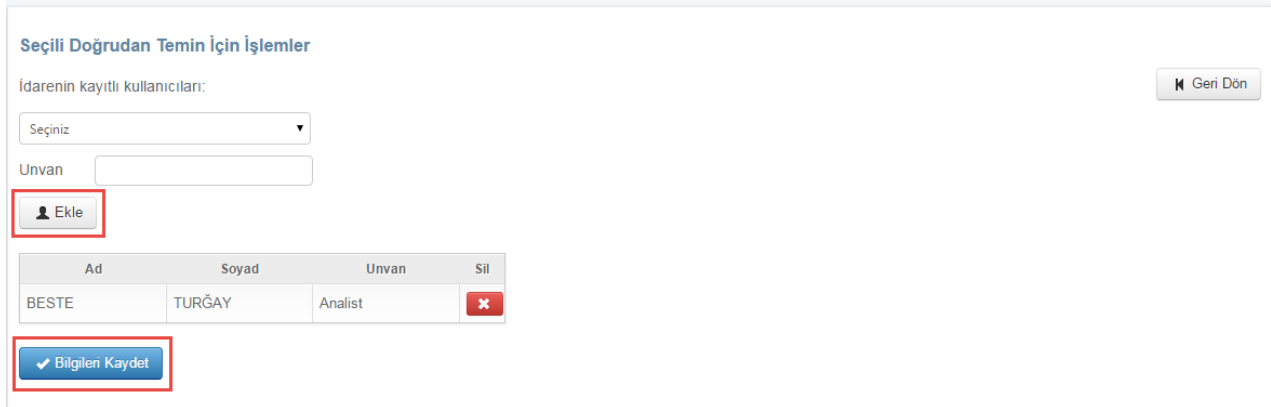 Seçili Doğrudan Temin İçin İşlemler
İdarenin kayıtlı kullanıcıları:
Geri Dön
Seçiniz
Unvan
Ekle
Ad Soyad Unvan Sil
BESTE TURĞAY Analist
Bilgileri Kaydet